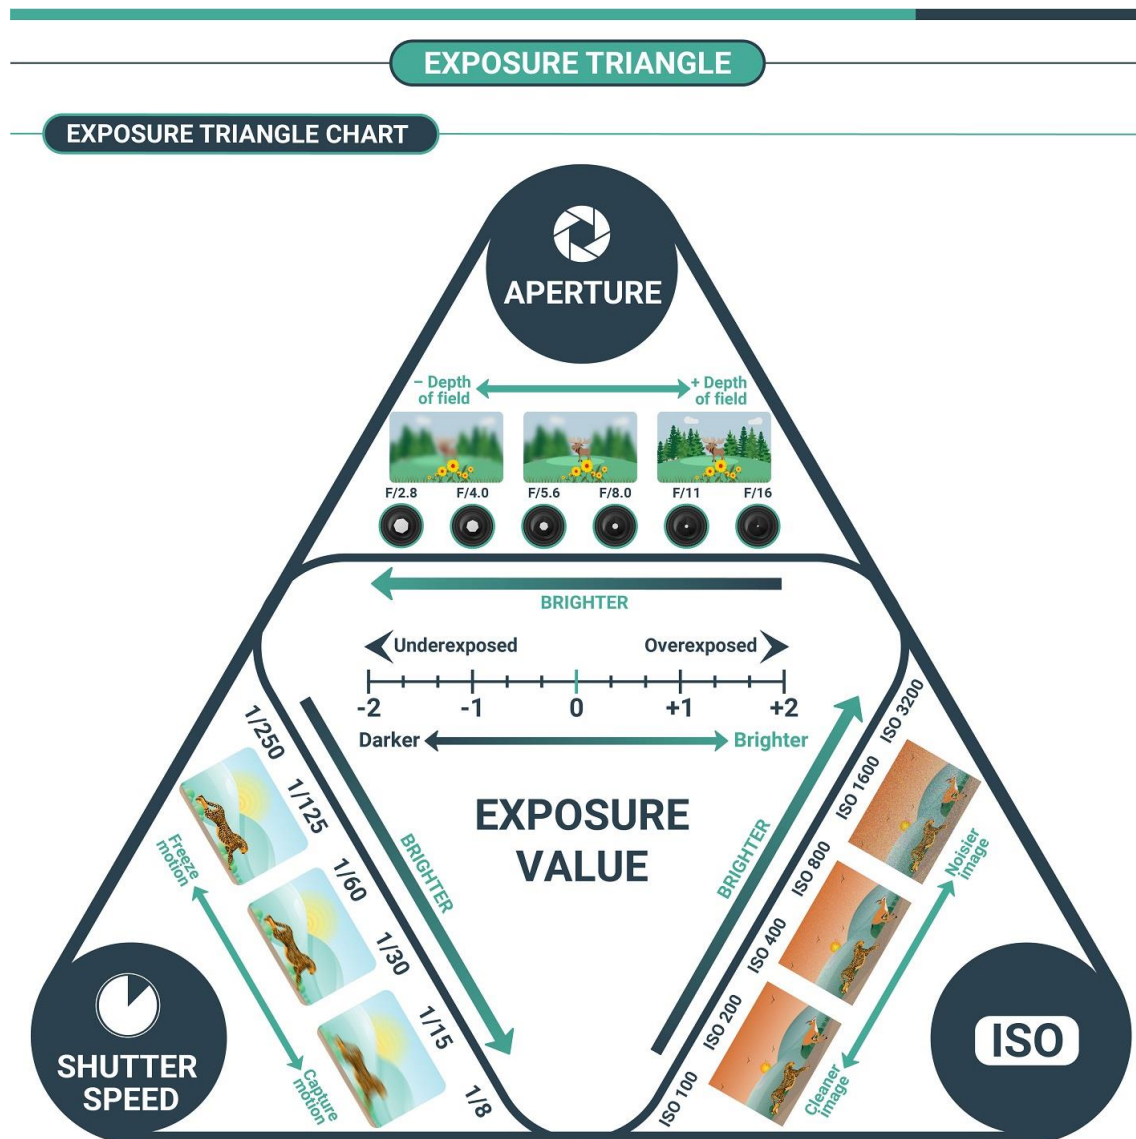 EXPOSURE TRIANGLE
EXPOSURE TRIANGLE CHART
APERTURE
– Depth
of field
+ Depth
of field
F/2.8
F/4.0
F/5.6
F/8.0
F/11
F/16
BRIGHTER
Underexposed
Overexposed
-2
-1
0
+1
+2
Darker
Brighter
EXPOSURE
VALUE
1/250
1/125
1/60
1/30
1/15
1/8
BRIGHTER
Freeze
motion
Capture
motion
SHUTTER
SPEED
BRIGHTER
ISO 3200
ISO 1600
ISO 800
ISO 400
ISO 200
ISO 100
Noisier
image
Cleaner
image
ISO